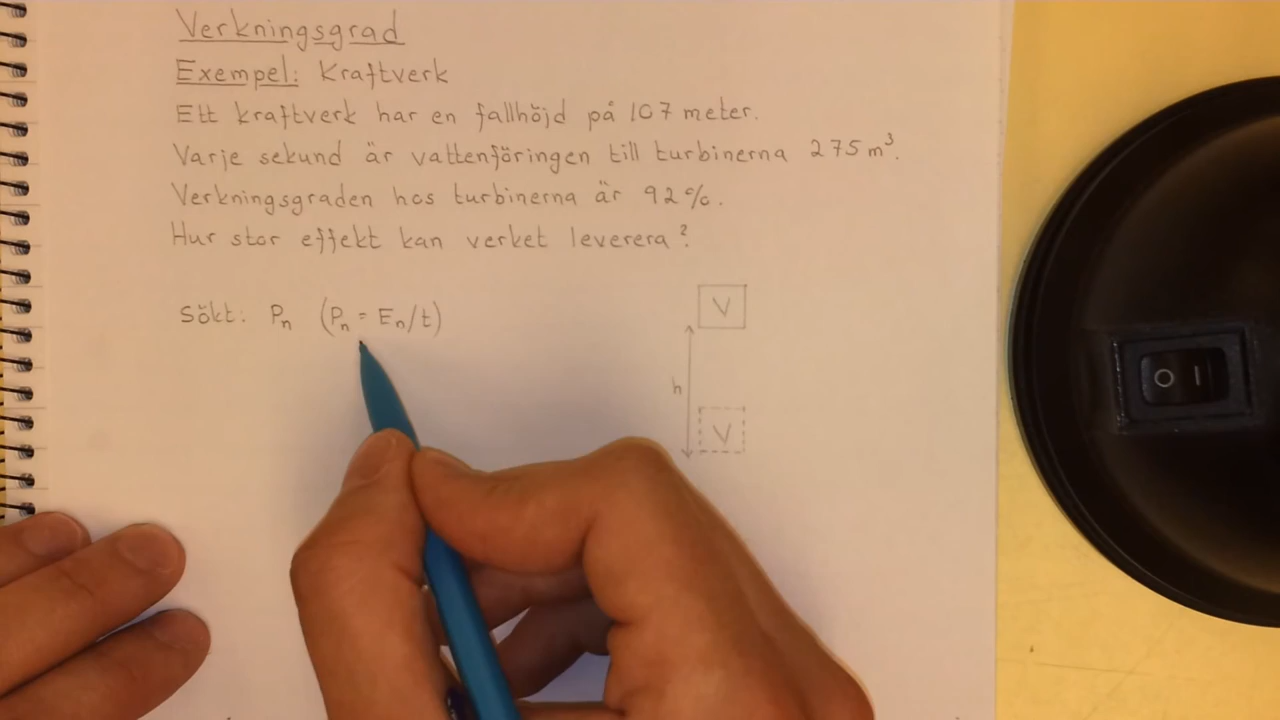 Verkningsgrad
Exempel: Kraftverk
Ett kraftverk har en fallhöjd på 107 meter.
Varje sekund är vattenföringen till turbinerna 275 m³.
Verkningsgraden hos turbinerna är 92%.
Hur stor effekt kan verket leverera?
Sökt: Pₙ (Pₙ = Eₙ/t)
V
h
V
O I